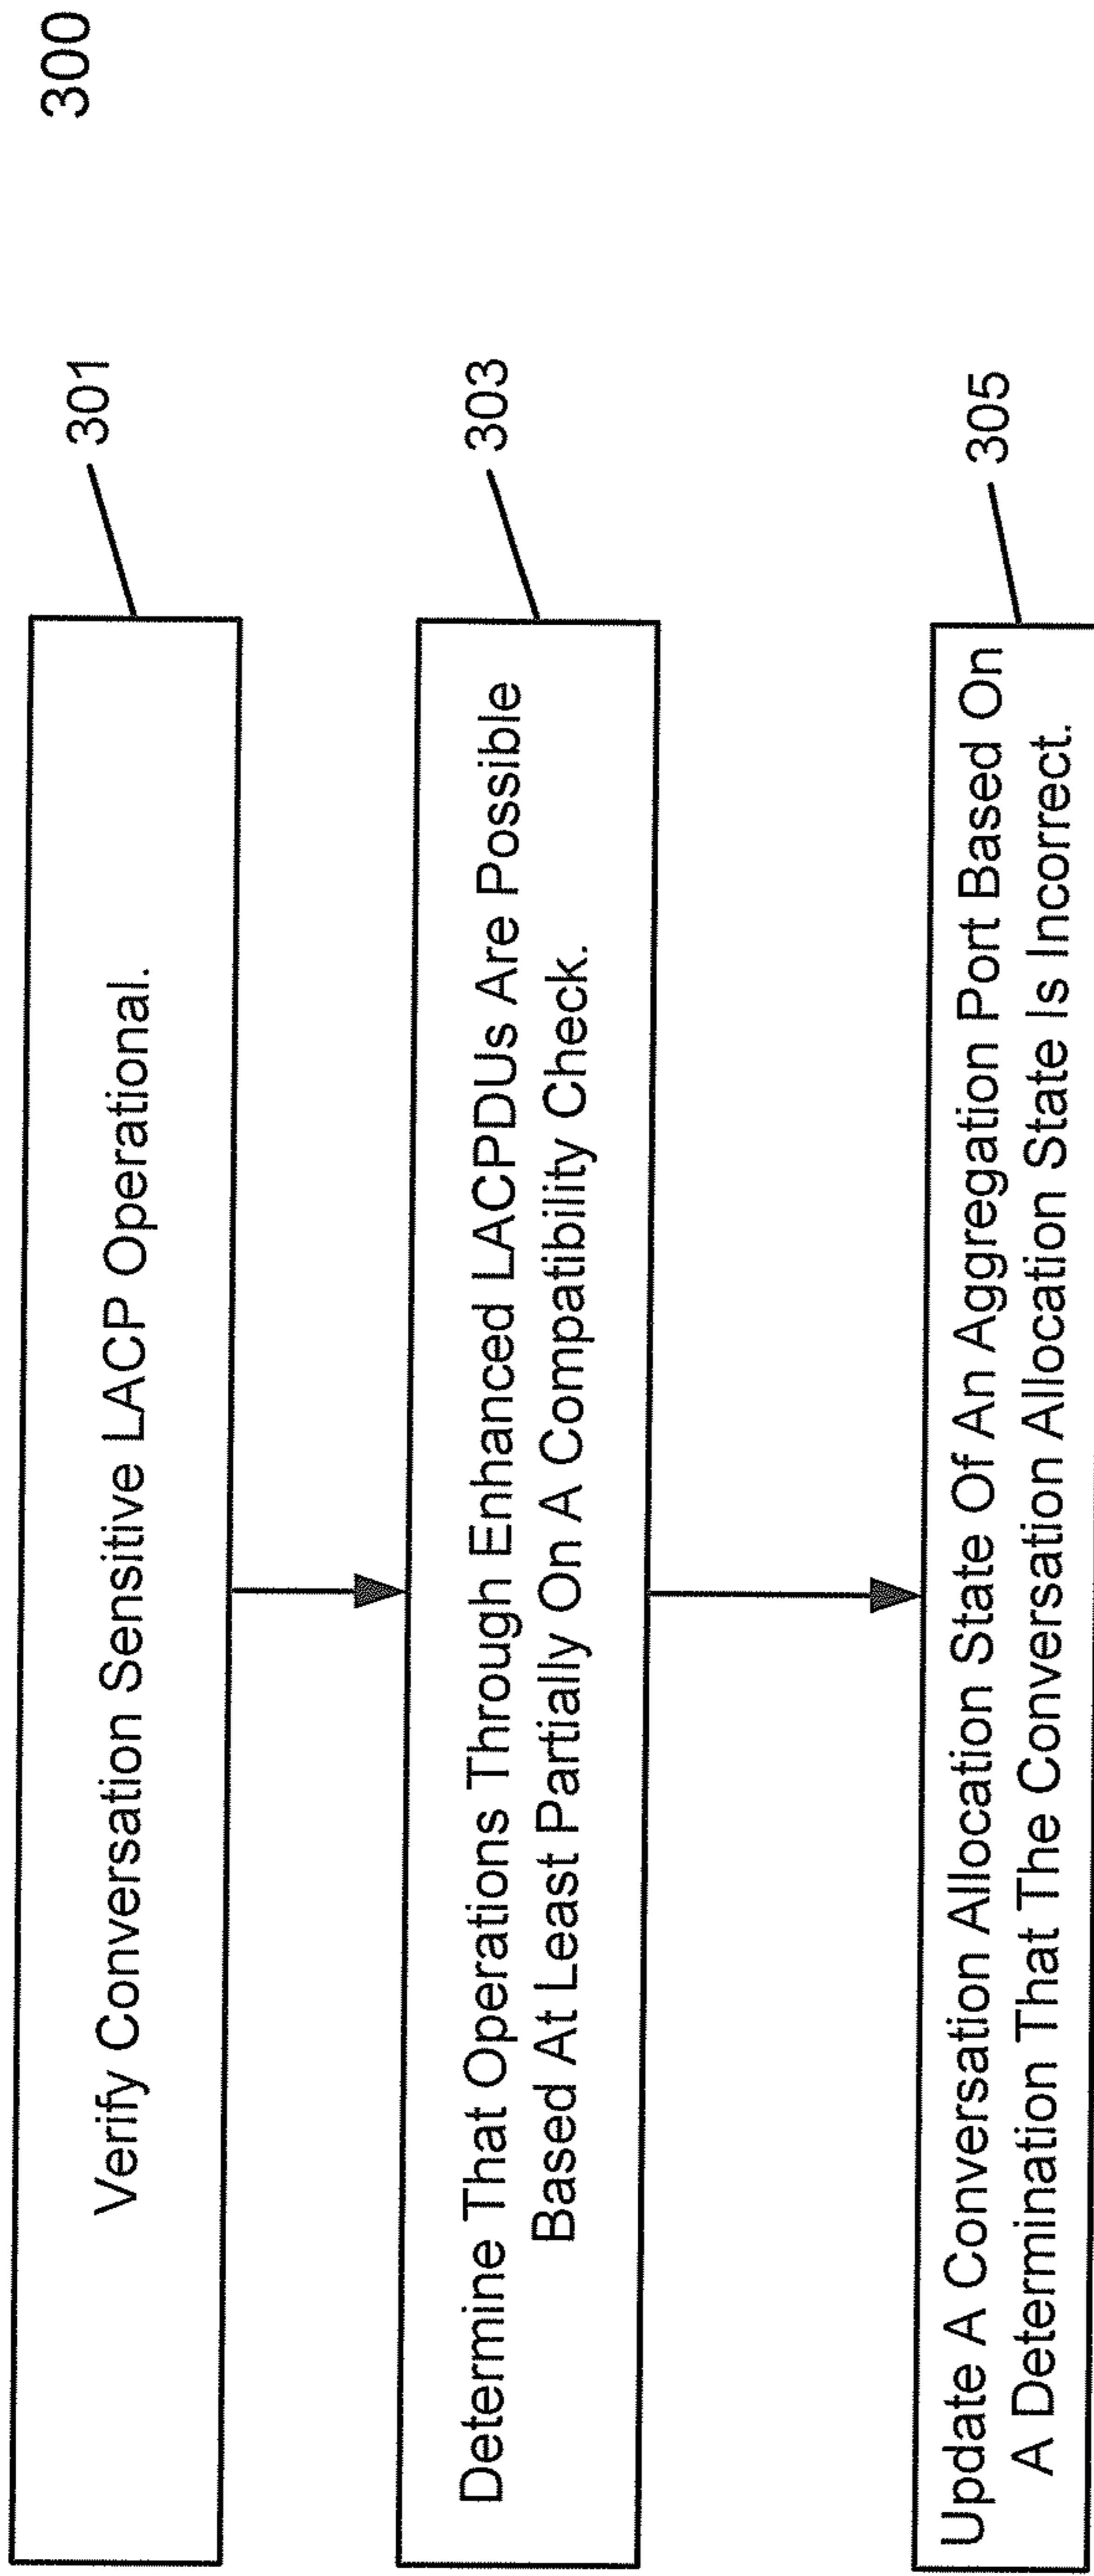 300
301
Verify Conversation Sensitive LACP Operational.
303
Determine That Operations Through Enhanced LACPDUs Are Possible
Based At Least Partially On A Compatibility Check.
305
Update A Conversation Allocation State Of An Aggregation Port Based On
A Determination That The Conversation Allocation State Is Incorrect.